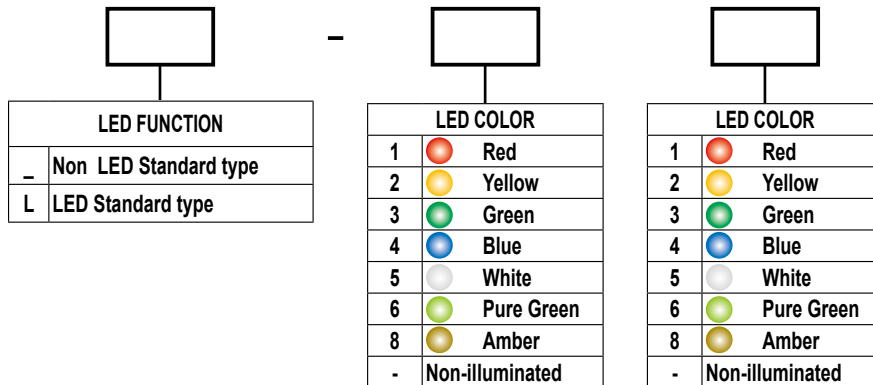 –
LED FUNCTION
_ Non LED Standard type
L LED Standard type
LED COLOR
1 Red
2 Yellow
3 Green
4 Blue
5 White
6 Pure Green
8 Amber
- Non-illuminated
LED COLOR
1 Red
2 Yellow
3 Green
4 Blue
5 White
6 Pure Green
8 Amber
- Non-illuminated